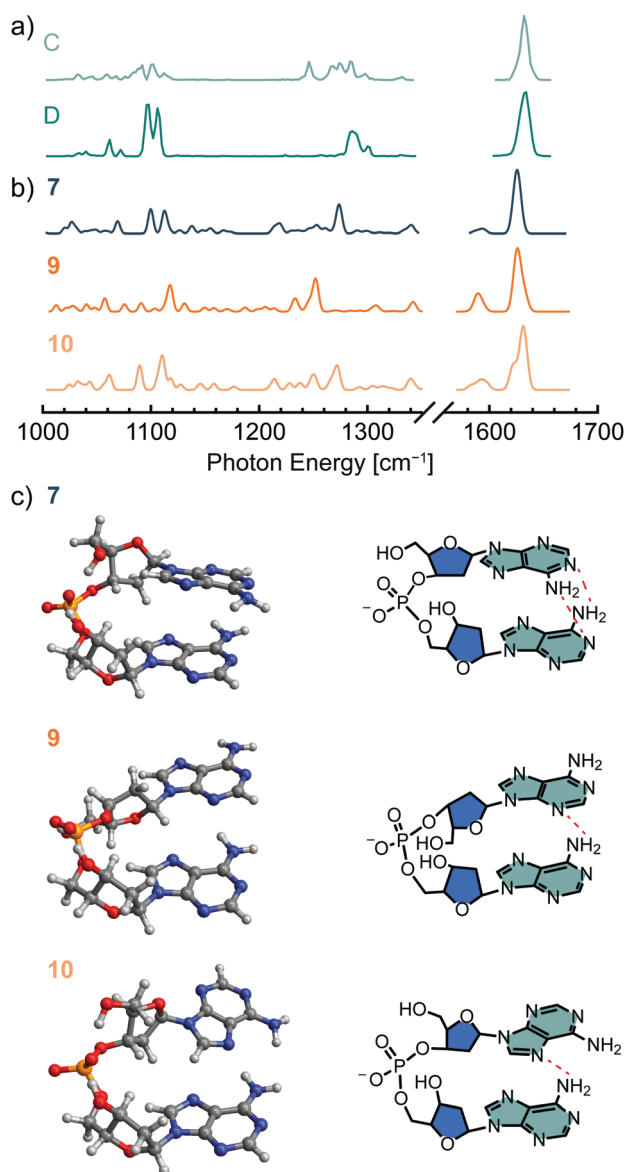 a)
C
D
b) 7
9
10
1000 1100 1200 1300 1600 1700
Photon Energy [cm⁻¹]
c) 7
HO O N N
N N
O O NH₂
P NH₂
⁻O O HO N N
O N N
9
NH₂
N N
O O N N
P O NH₂
⁻O HO HO
O N N
O N N
10
HO O N N
N N
O O N NH₂
P NH₂
⁻O O HO
N N
O N N